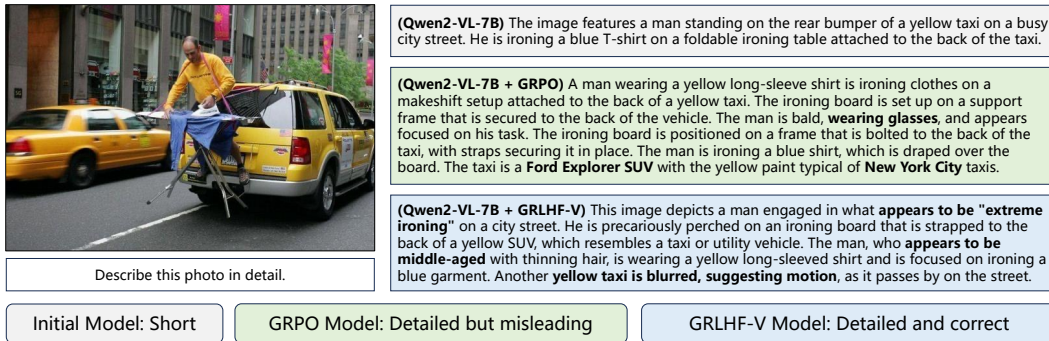 (Qwen2-VL-7B) The image features a man standing on the rear bumper of a yellow taxi on a busy
city street. He is ironing a blue T-shirt on a foldable ironing table attached to the back of the taxi.
(Qwen2-VL-7B + GRPO) A man wearing a yellow long-sleeve shirt is ironing clothes on a
makeshift setup attached to the back of a yellow taxi. The ironing board is set up on a support
frame that is secured to the back of the vehicle. The man is bald, wearing glasses, and appears
focused on his task. The ironing board is positioned on a frame that is bolted to the back of the
taxi, with straps securing it in place. The man is ironing a blue shirt, which is draped over the
board. The taxi is a Ford Explorer SUV with the yellow paint typical of New York City taxis.
(Qwen2-VL-7B + GRLHF-V) This image depicts a man engaged in what appears to be "extreme
ironing" on a city street. He is precariously perched on an ironing board that is strapped to the
back of a yellow SUV, which resembles a taxi or utility vehicle. The man, who appears to be
middle-aged with thinning hair, is wearing a yellow long-sleeved shirt and is focused on ironing a
blue garment. Another yellow taxi is blurred, suggesting motion, as it passes by on the street.
Describe this photo in detail.
Initial Model: Short
GRPO Model: Detailed but misleading
GRLHF-V Model: Detailed and correct